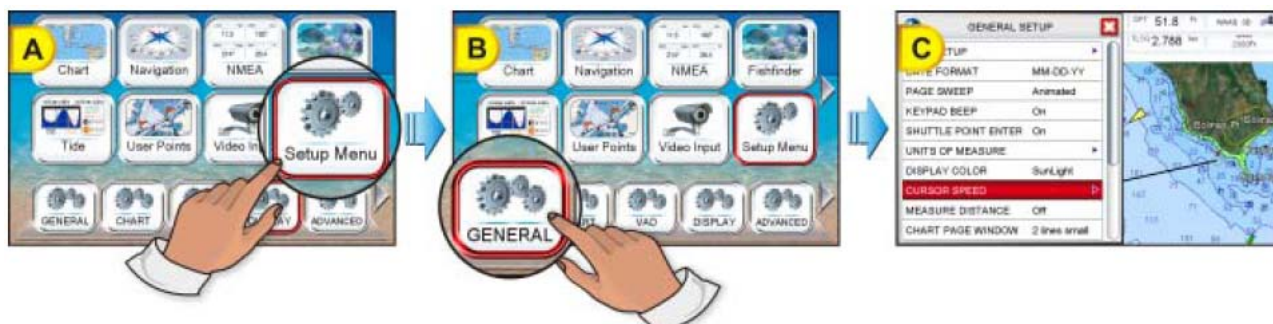 A
Chart
Navigation
NMEA
Tide
User Points
Video In
Setup Menu
GENERAL
CHART
ADVANCED
B
Chart
Navigation
NMEA
Fishfinder
User Points
Video Input
Setup Menu
GENERAL
VAO
DISPLAY
ADVANCED
C
GENERAL SETUP
DATE FORMAT MM-DD-YY
PAGE SWEEP Animated
KEYPAD BEEP On
SHUTTLE POINT ENTER On
UNITS OF MEASURE
DISPLAY COLOR SunLight
CURSOR SPEED
MEASURE DISTANCE Off
CHART PAGE WINDOW 2 lines small
51.8
2.788